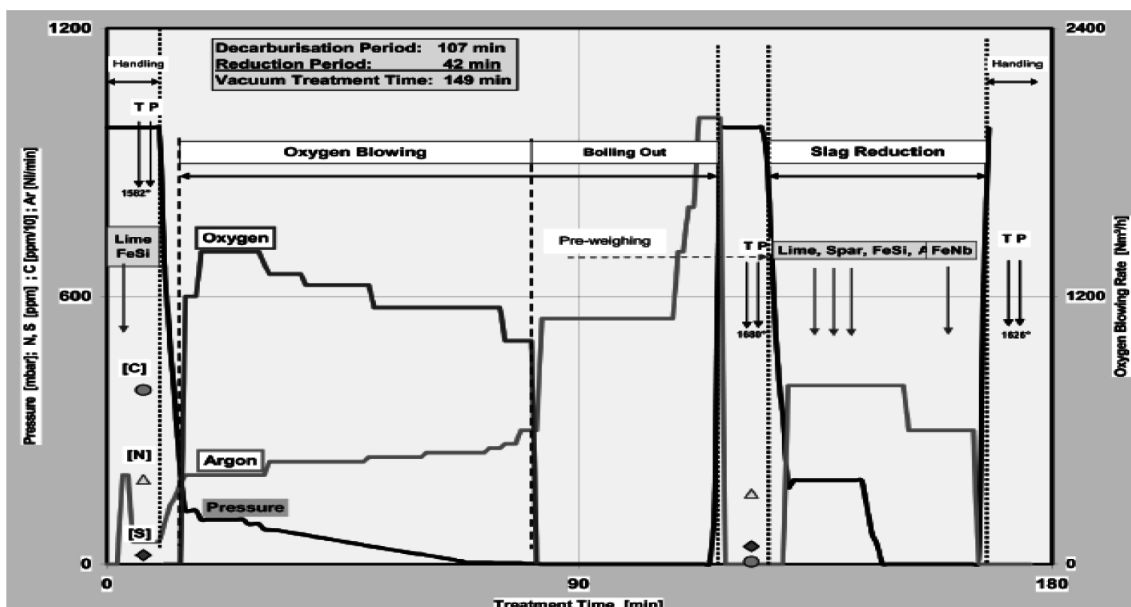 1200
2400
Decarburisation Period: 107 min
Reduction Period: 42 min
Vacuum Treatment Time: 149 min
Handling
Handling
T P
1582°
Oxygen Blowing
Boiling Out
Slag Reduction
Lime
FeSi
Oxygen
Pre-weighing
T P
1680°
Lime, Spar, FeSi, A
FeNb
T P
1626°
600
1200
[C]
[N]
Argon
Pressure
[S]
0
0
0
90
180
Treatment Time [min]
Pressure [mbar]; N, S [ppm] ; C [ppm/10] ; Ar [Nl/min]
Oxygen Blowing Rate [Nm³/h]